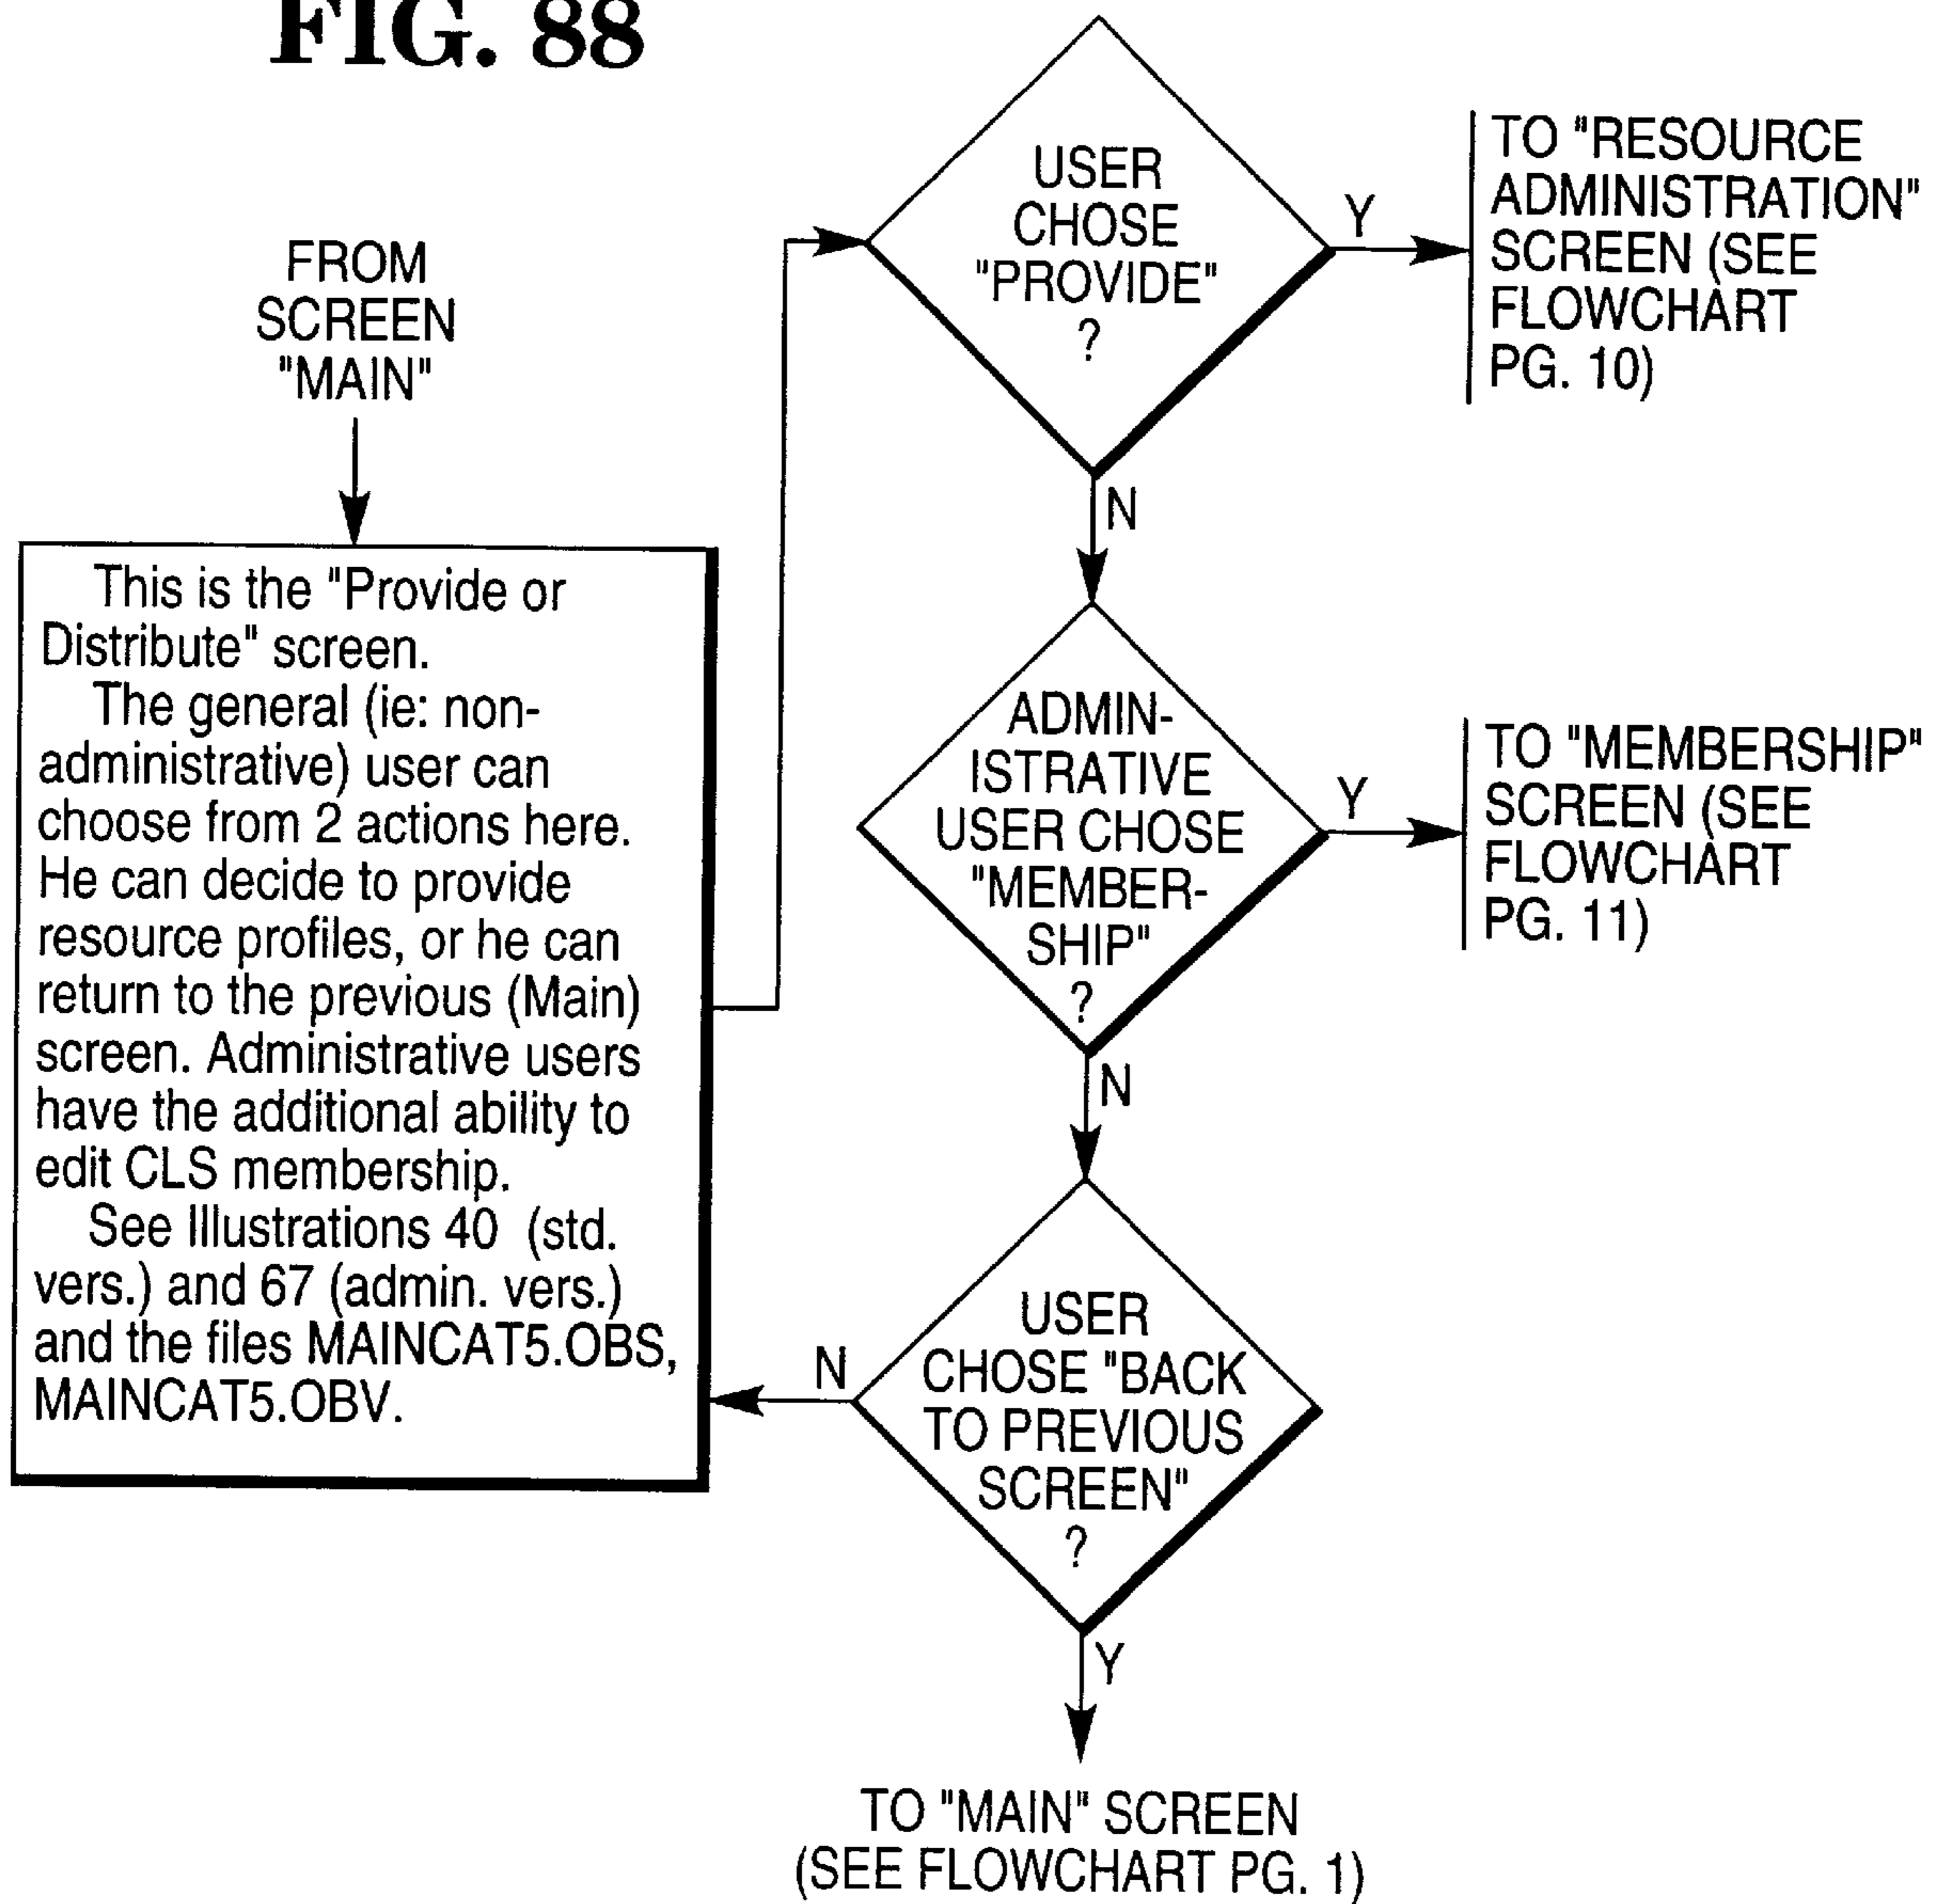 FIG. 88
FROM
SCREEN
"MAIN"
This is the "Provide or
Distribute" screen.
The general (ie: non-
administrative) user can
choose from 2 actions here.
He can decide to provide
resource profiles, or he can
return to the previous (Main)
screen. Administrative users
have the additional ability to
edit CLS membership.
See Illustrations 40 (std.
vers.) and 67 (admin. vers.)
and the files MAINCAT5.OBS,
MAINCAT5.OBV.
USER
CHOSE
"PROVIDE"
?
Y
TO "RESOURCE
ADMINISTRATION"
SCREEN (SEE
FLOWCHART
PG. 10)
N
ADMIN-
ISTRATIVE
USER CHOSE
"MEMBER-
SHIP"
?
Y
TO "MEMBERSHIP"
SCREEN (SEE
FLOWCHART
PG. 11)
N
USER
CHOSE "BACK
TO PREVIOUS
SCREEN"
?
N
Y
TO "MAIN" SCREEN
(SEE FLOWCHART PG. 1)